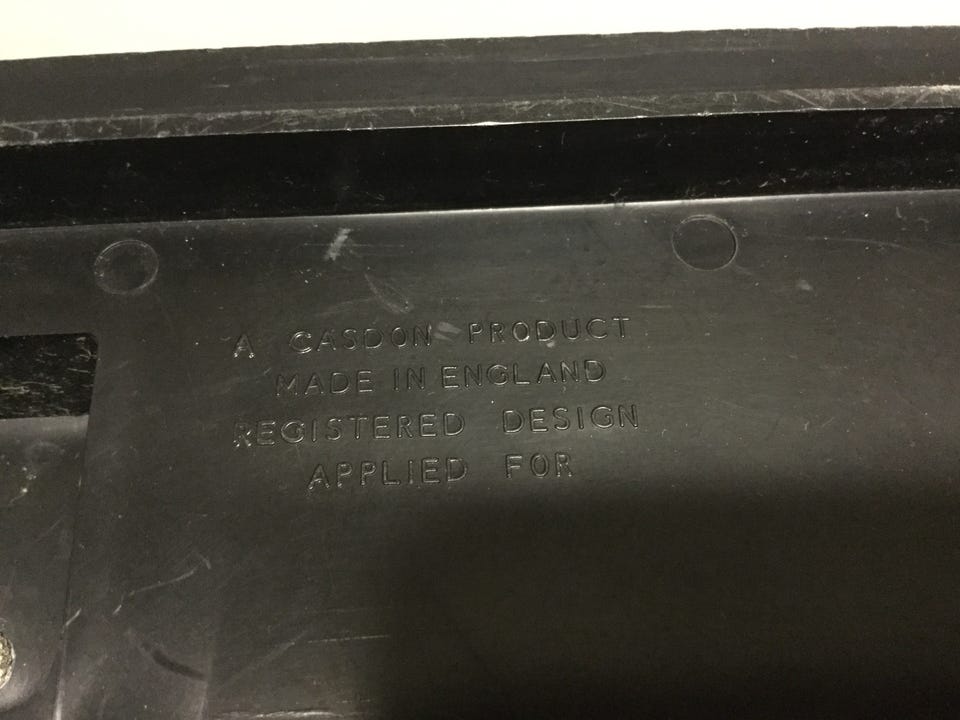 A CASDON PRODUCT
MADE IN ENGLAND
REGISTERED DESIGN
APPLIED FOR